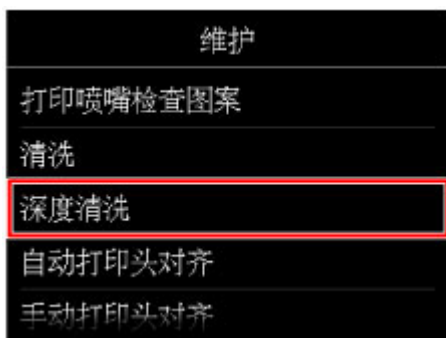 维护
打印喷嘴检查图案
清洗
深度清洗
自动打印头对齐
手动打印头对齐